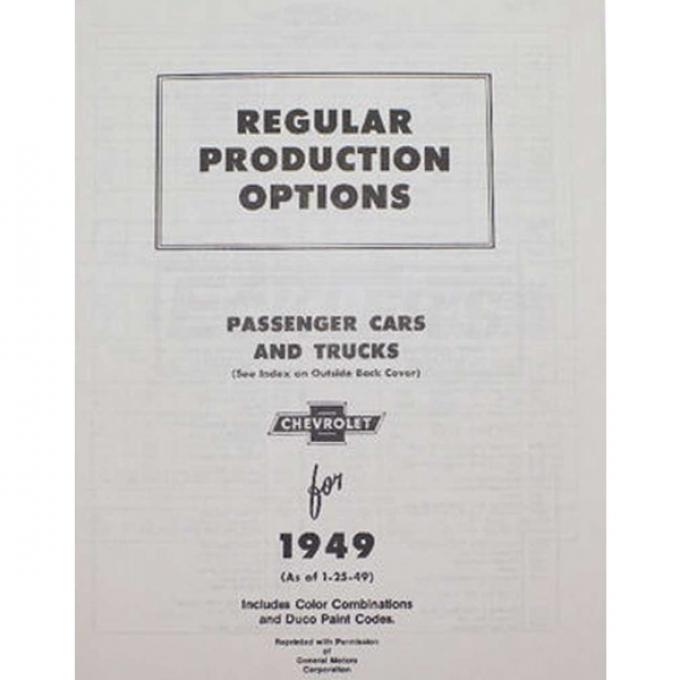 REGULAR
PRODUCTION
OPTIONS
PASSENGER CARS
AND TRUCKS
(See Index on Outside Back Cover)
CHEVROLET
for
1949
(As of 1-25-49)
Includes Color Combinations
and Duco Paint Codes.
Reprinted with Permission
of
General Motors
Corporation